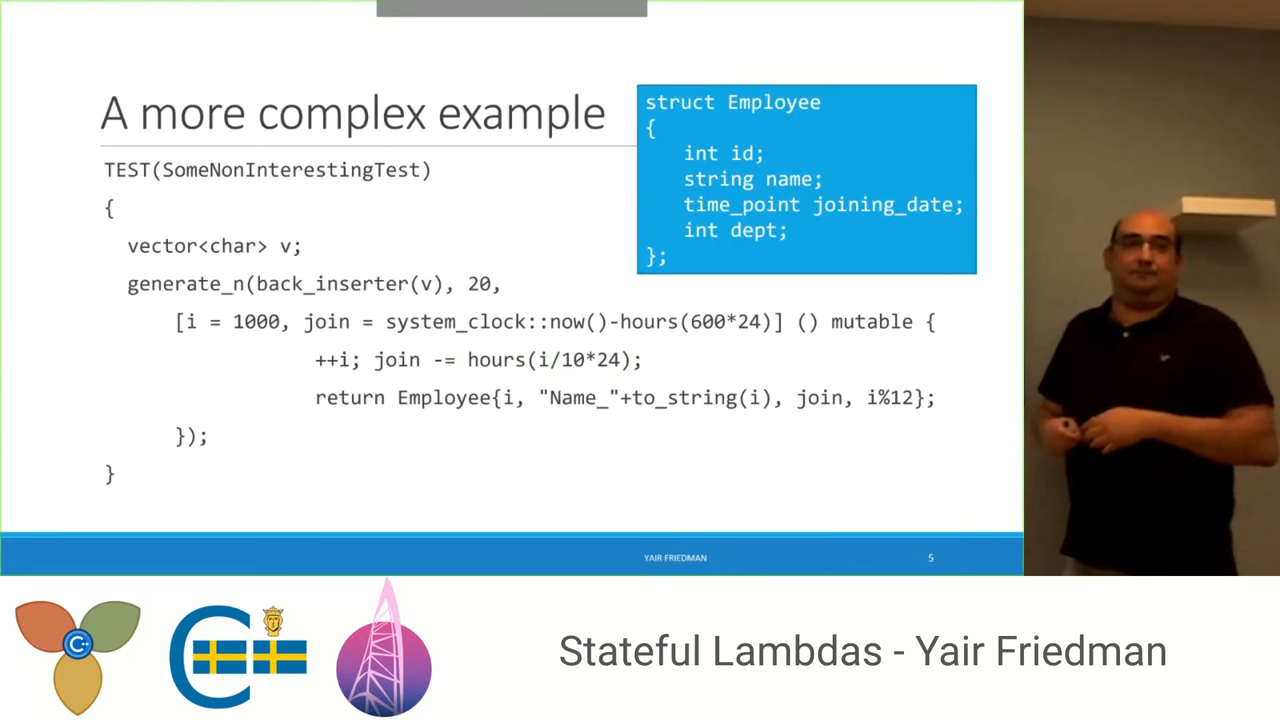 A more complex example
struct Employee
{
int id;
string name;
time_point joining_date;
int dept;
};
TEST(SomeNonInterestingTest)
{
vector<char> v;
generate_n(back_inserter(v), 20,
[i = 1000, join = system_clock::now()-hours(600*24)] () mutable {
++i; join -= hours(i/10*24);
return Employee{i, "Name_"+to_string(i), join, i%12};
});
}
YAIR FRIEDMAN
5
C++
Stateful Lambdas - Yair Friedman